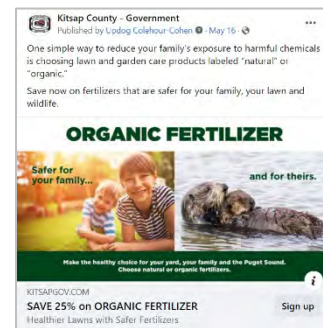 Kitsap County - Government
Published by Updog Colehour-Cohen · May 16 ·
One simple way to reduce your family's exposure to harmful chemicals
is choosing lawn and garden care products labeled "natural" or
"organic."
Save now on fertilizers that are safer for your family, your lawn and
wildlife.
ORGANIC FERTILIZER
Safer for
your family...
and for theirs.
Make the healthy choice for your yard, your family and the Puget Sound.
Choose natural or organic fertilizers.
KITSAPGOV.COM
SAVE 25% on ORGANIC FERTILIZER
Healthier Lawns with Safer Fertilizers
Sign up